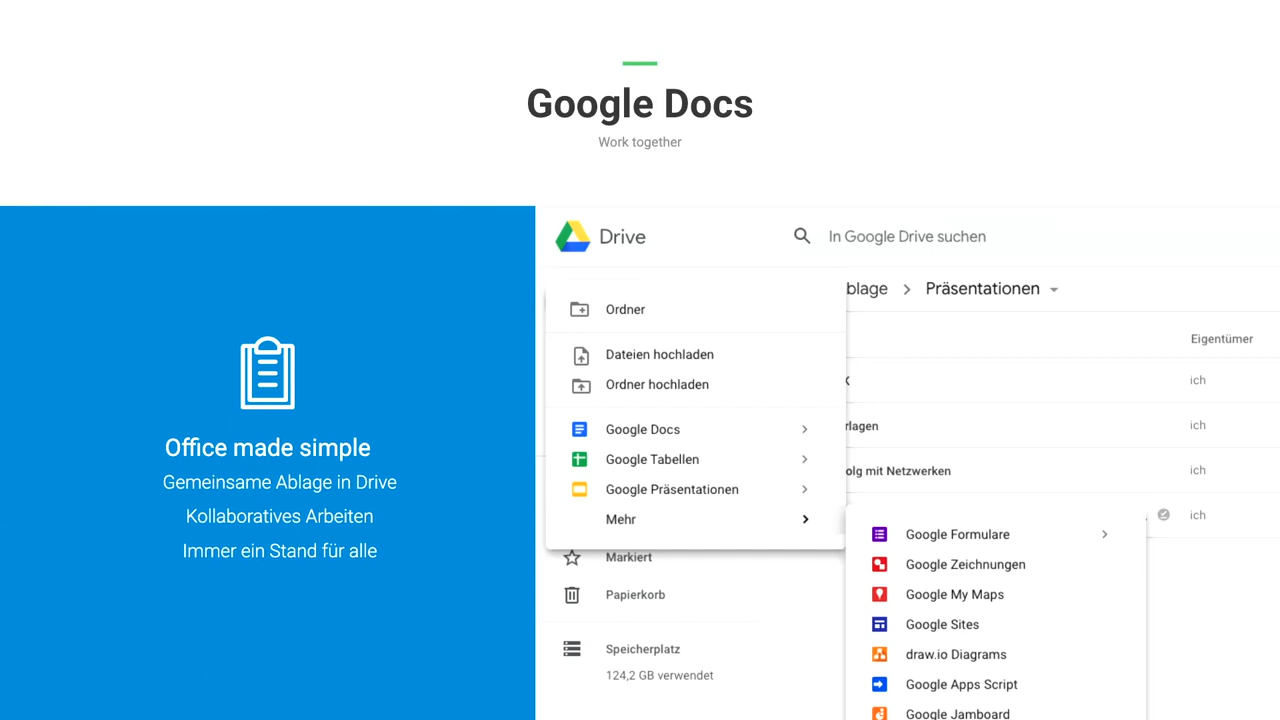 Google Docs
Work together
Office made simple
Gemeinsame Ablage in Drive
Kollaboratives Arbeiten
Immer ein Stand für alle
Drive
In Google Drive suchen
blage > Präsentationen
Eigentümer
ich
rlagen
ich
olg mit Netzwerken
ich
ich
Ordner
Dateien hochladen
Ordner hochladen
Google Docs
Google Tabellen
Google Präsentationen
Mehr
Google Formulare
Google Zeichnungen
Google My Maps
Google Sites
draw.io Diagrams
Google Apps Script
Google Jamboard
Markiert
Papierkorb
Speicherplatz
124,2 GB verwendet